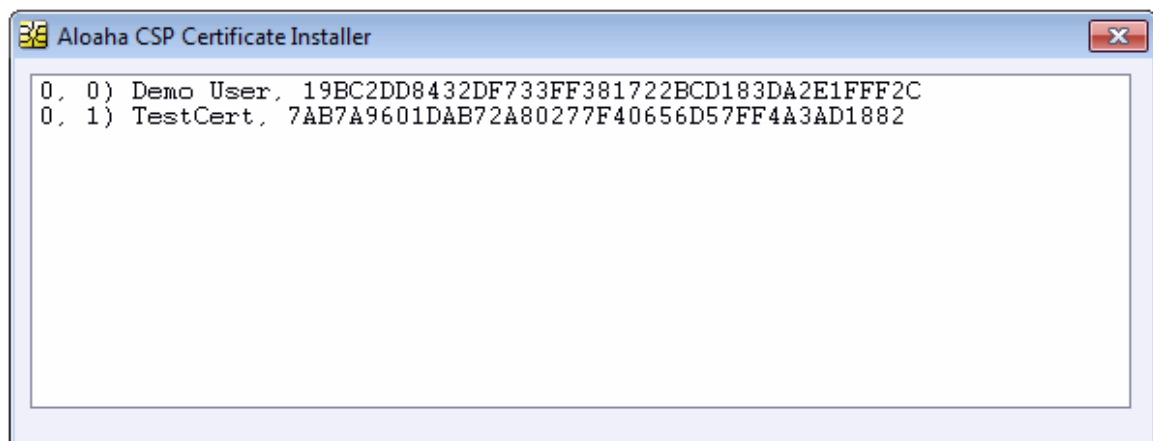 Aloaha CSP Certificate Installer
0, 0) Demo User, 19BC2DD8432DF733FF381722BCD183DA2E1FFF2C
0, 1) TestCert, 7AB7A9601DAB72A80277F40656D57FF4A3AD1882